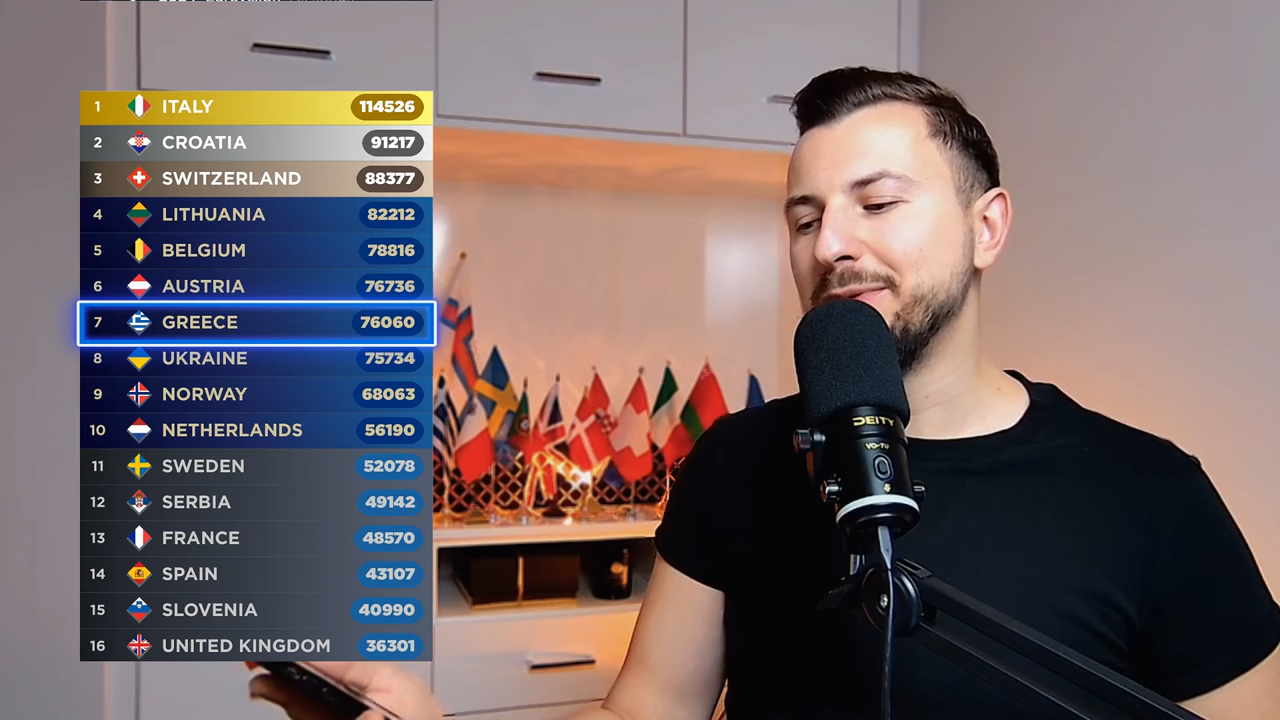 1 ITALY 114526
2 CROATIA 91217
3 SWITZERLAND 88377
4 LITHUANIA 82212
5 BELGIUM 78816
6 AUSTRIA 76736
7 GREECE 76060
8 UKRAINE 75734
9 NORWAY 68063
10 NETHERLANDS 56190
11 SWEDEN 52078
12 SERBIA 49142
13 FRANCE 48570
14 SPAIN 43107
15 SLOVENIA 40990
16 UNITED KINGDOM 36301
DEITY
VO-7U